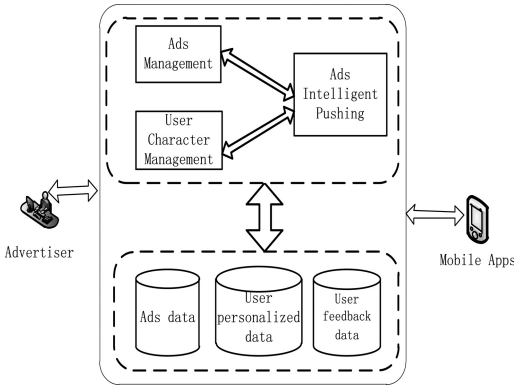 Ads
Management
Ads
Intelligent
Pushing
User
Character
Management
Advertiser
Mobile Apps
Ads data
User
personalized
data
User
feedback
data